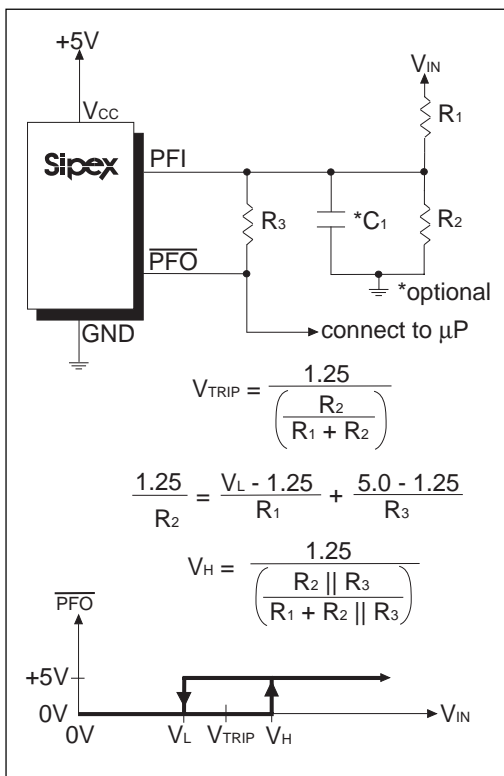 +5V
VIN
VCC
R1
Sipex
PFI
R3
*C1
R2
PFO
*optional
GND
connect to µP
VTRIP = 1.25 / ( R2 / ( R1 + R2 ) )
1.25 / R2 = ( VL - 1.25 ) / R1 + ( 5.0 - 1.25 ) / R3
VH = 1.25 / ( R2 || R3 / ( R1 + R2 || R3 ) )
PFO
+5V
0V
0V
VL
VTRIP
VH
VIN